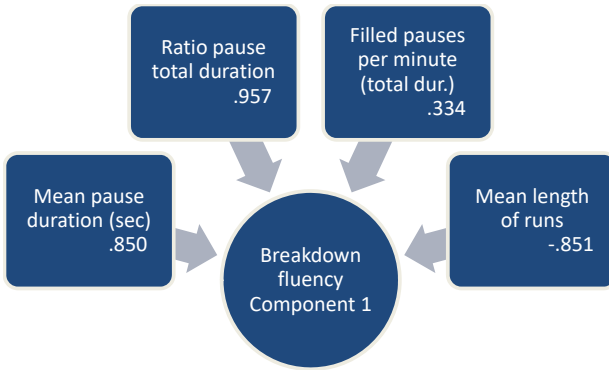 Ratio pause
total duration
.957
Filled pauses
per minute
(total dur.)
.334
Mean pause
duration (sec)
.850
Mean length
of runs
-.851
Breakdown
fluency
Component 1